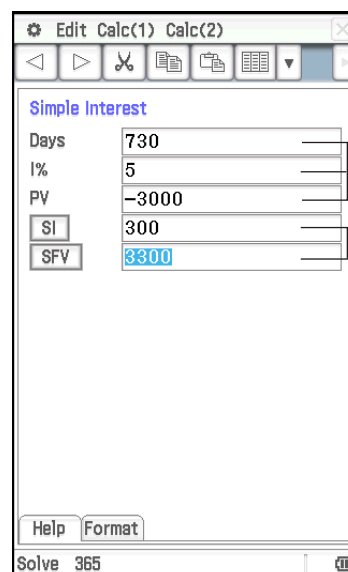 Edit Calc(1) Calc(2)
Simple Interest
Days 730
I% 5
PV −3000
SI 300
SFV 3300
Help Format
Solve 365